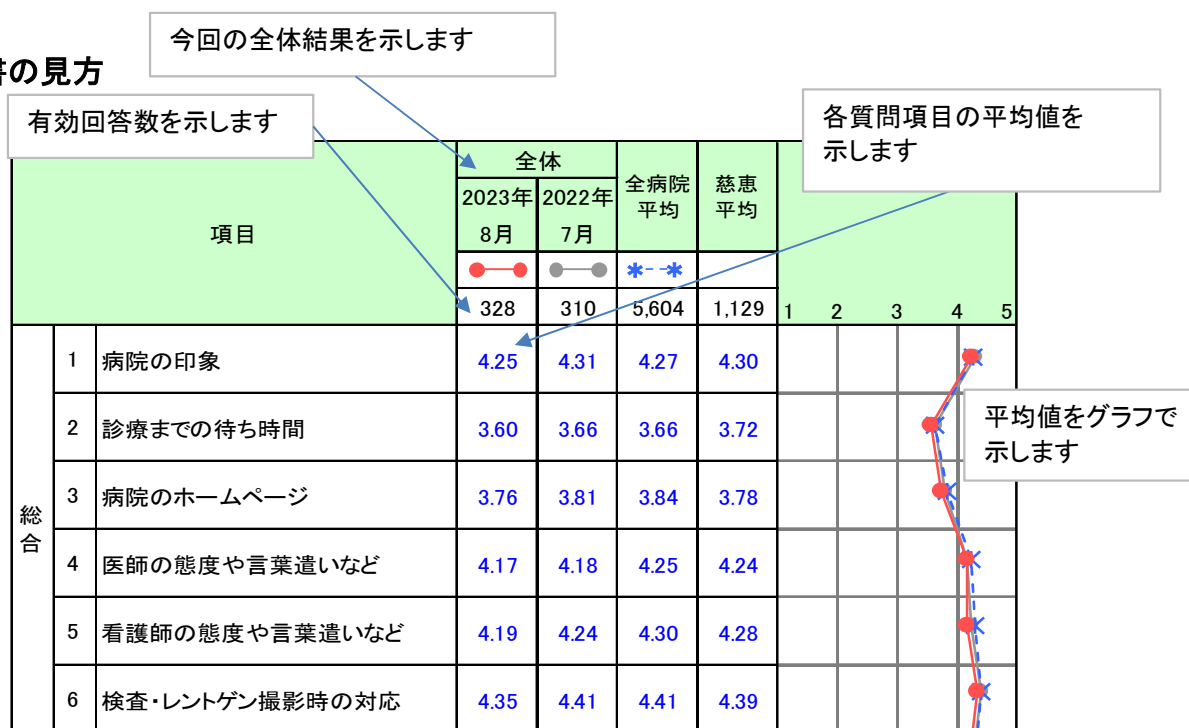 今回の全体結果を示します
書の見方
有効回答数を示します
各質問項目の平均値を
示します
項目
全体
全病院
平均
慈恵
平均
2023年
8月
2022年
7月
328 310 5,604 1,129 1 2 3 4 5
総合
1 病院の印象 4.25 4.31 4.27 4.30
2 診療までの待ち時間 3.60 3.66 3.66 3.72
平均値をグラフで
示します
3 病院のホームページ 3.76 3.81 3.84 3.78
4 医師の態度や言葉遣いなど 4.17 4.18 4.25 4.24
5 看護師の態度や言葉遣いなど 4.19 4.24 4.30 4.28
6 検査・レントゲン撮影時の対応 4.35 4.41 4.41 4.39